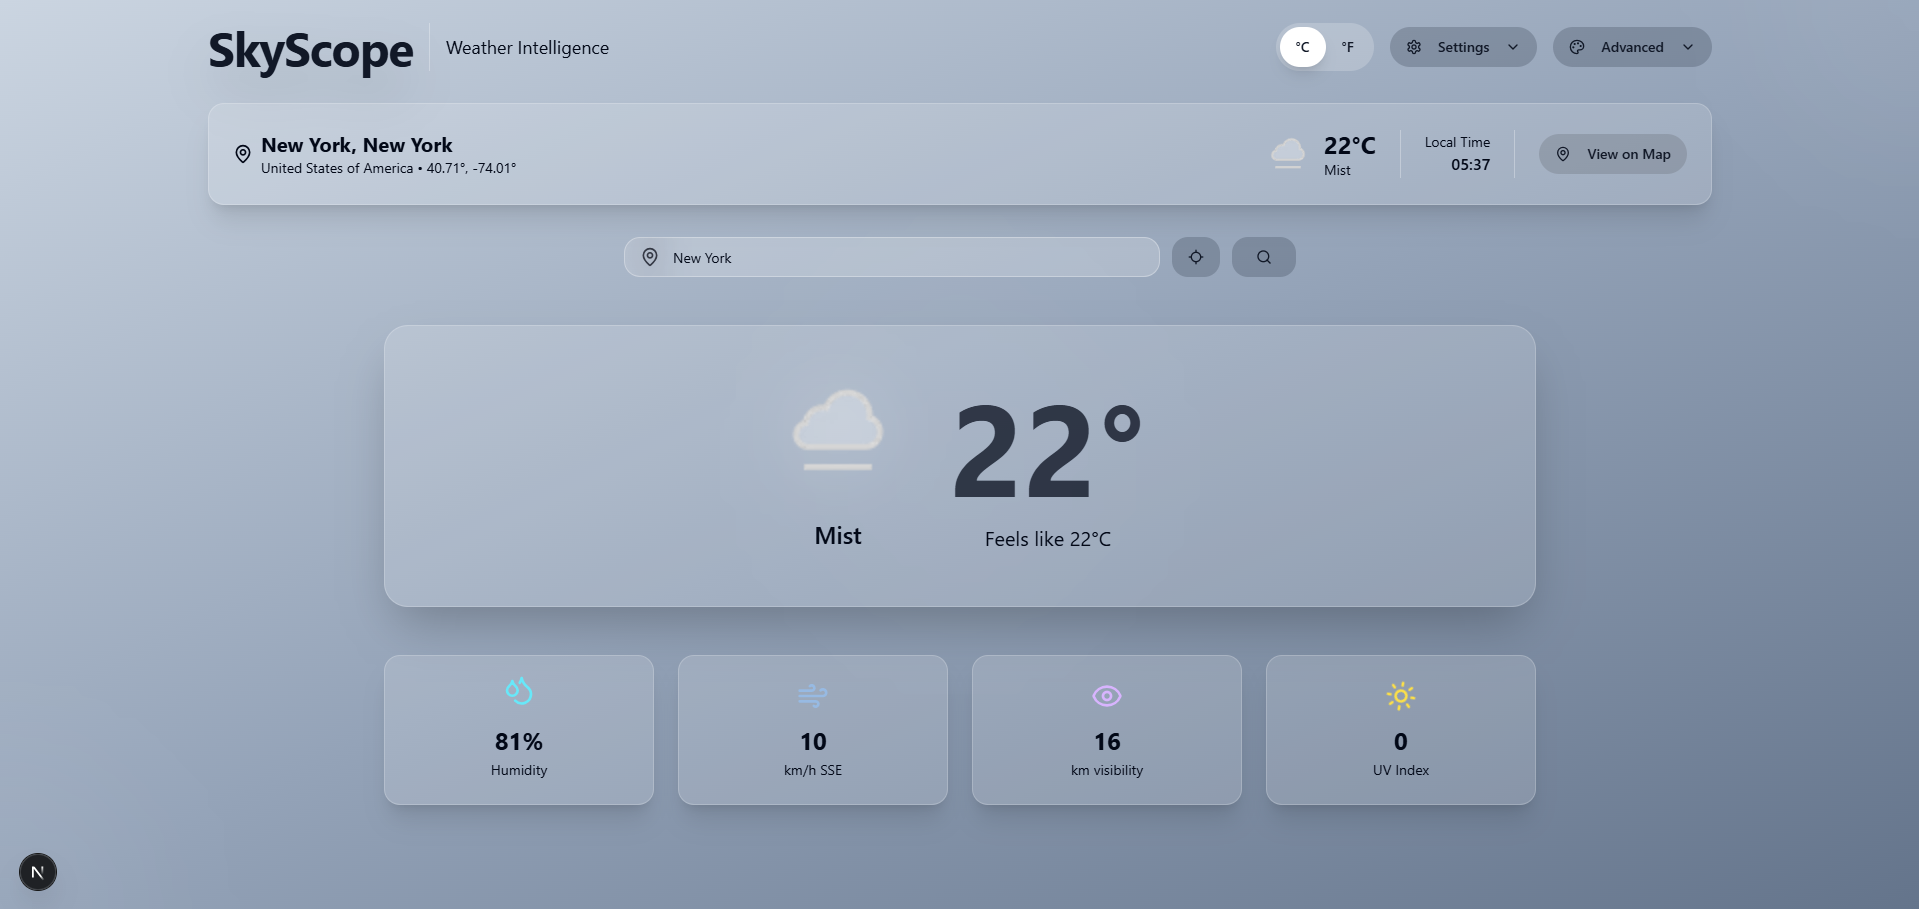 SkyScope
Weather Intelligence
°C
°F
Settings
Advanced
New York, New York
United States of America • 40.71°, -74.01°
22°C
Mist
Local Time
05:37
View on Map
New York
22°
Mist
Feels like 22°C
81%
Humidity
10
km/h SSE
16
km visibility
0
UV Index
N